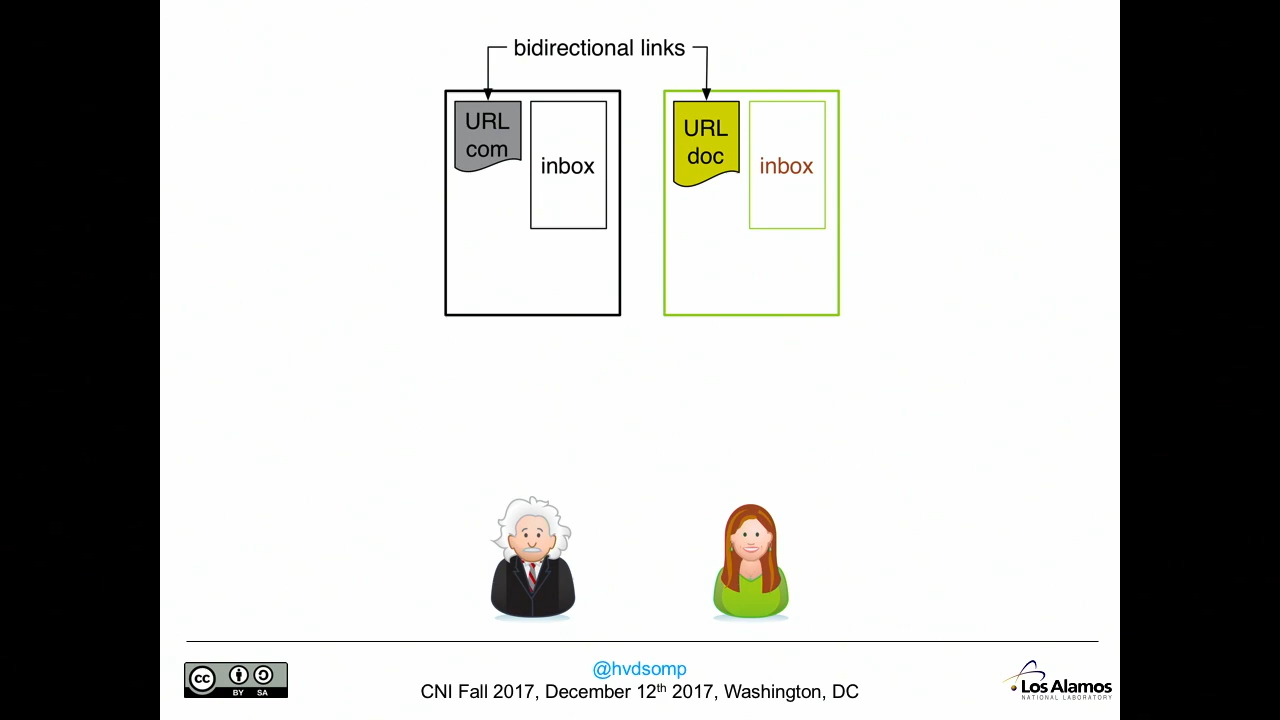 bidirectional links
URL
com
inbox
URL
doc
inbox
@hvdsomp
CNI Fall 2017, December 12th 2017, Washington, DC
cc
BY SA
Los Alamos
NATIONAL LABORATORY